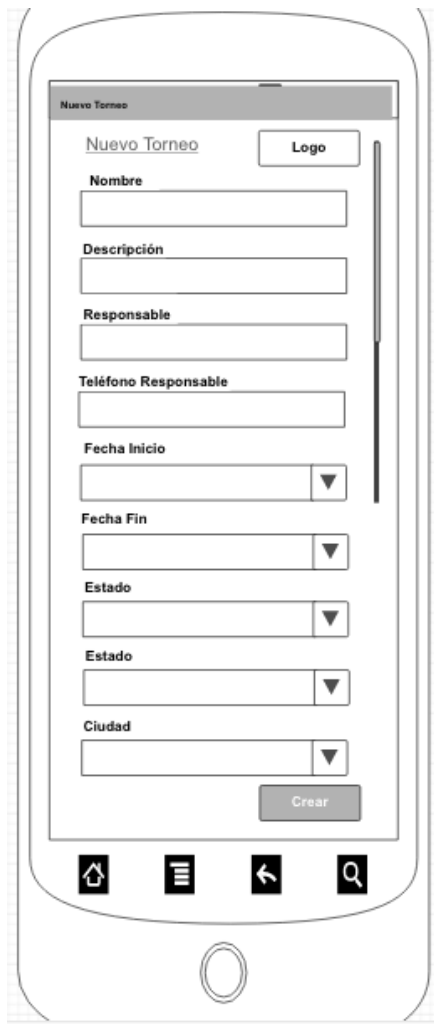 Nuevo Torneo
Nuevo Torneo
Logo
Nombre
Descripción
Responsable
Teléfono Responsable
Fecha Inicio
Fecha Fin
Estado
Estado
Ciudad
Crear